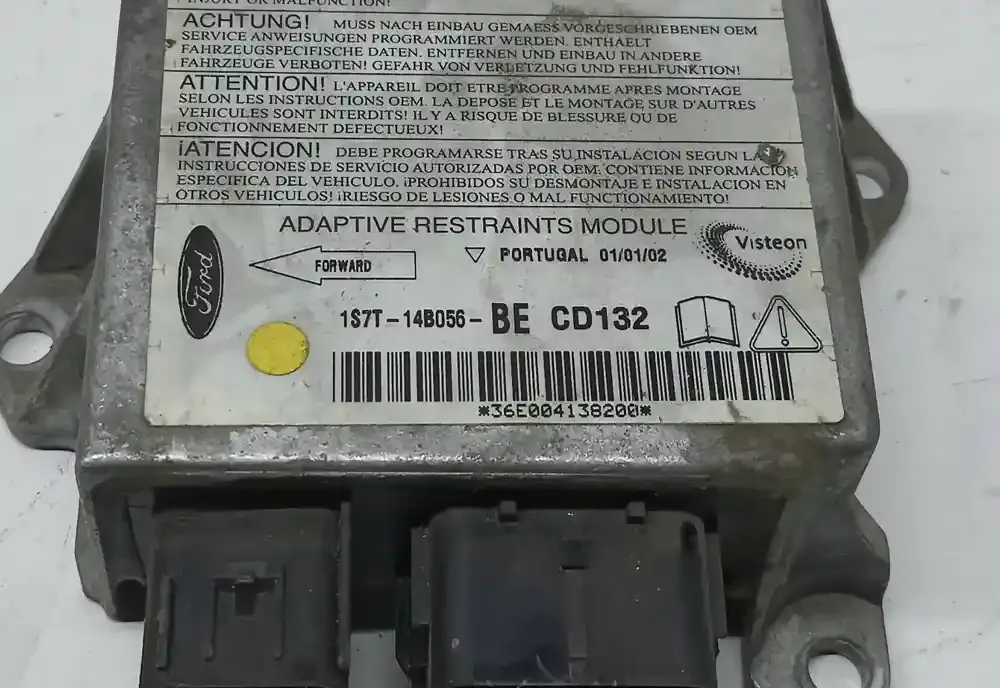 INJURY OR MALFUNCTION!
ACHTUNG! MUSS NACH EINBAU GEMAESS VORGESCHRIEBENEN OEM
SERVICE ANWEISUNGEN PROGRAMMIERT WERDEN. ENTHAELT
FAHRZEUGSPEZIFISCHE DATEN. ENTFERNEN UND EINBAU IN ANDERE
FAHRZEUGE VERBOTEN! GEFAHR VON VERLETZUNG UND FEHLFUNKTION!
ATTENTION! L'APPAREIL DOIT ETRE PROGRAMME APRES MONTAGE
SELON LES INSTRUCTIONS OEM. LA DEPOSE ET LE MONTAGE SUR D'AUTRES
VEHICULES SONT INTERDITS! IL Y A RISQUE DE BLESSURE OU DE
FONCTIONNEMENT DEFECTUEUX!
¡ATENCION! DEBE PROGRAMARSE TRAS SU INSTALACION SEGUN LAS
INSTRUCCIONES DE SERVICIO AUTORIZADAS POR OEM. CONTIENE INFORMACION
ESPECIFICA DEL VEHICULO. ¡PROHIBIDOS SU DESMONTAJE E INSTALACION EN
OTROS VEHICULOS! ¡RIESGO DE LESIONES O MAL FUNCTIONAMIENTO!
ADAPTIVE RESTRAINTS MODULE
Visteon
Ford
FORWARD
PORTUGAL 01/01/02
1S7T-14B056-BE CD132
*36E004138200*